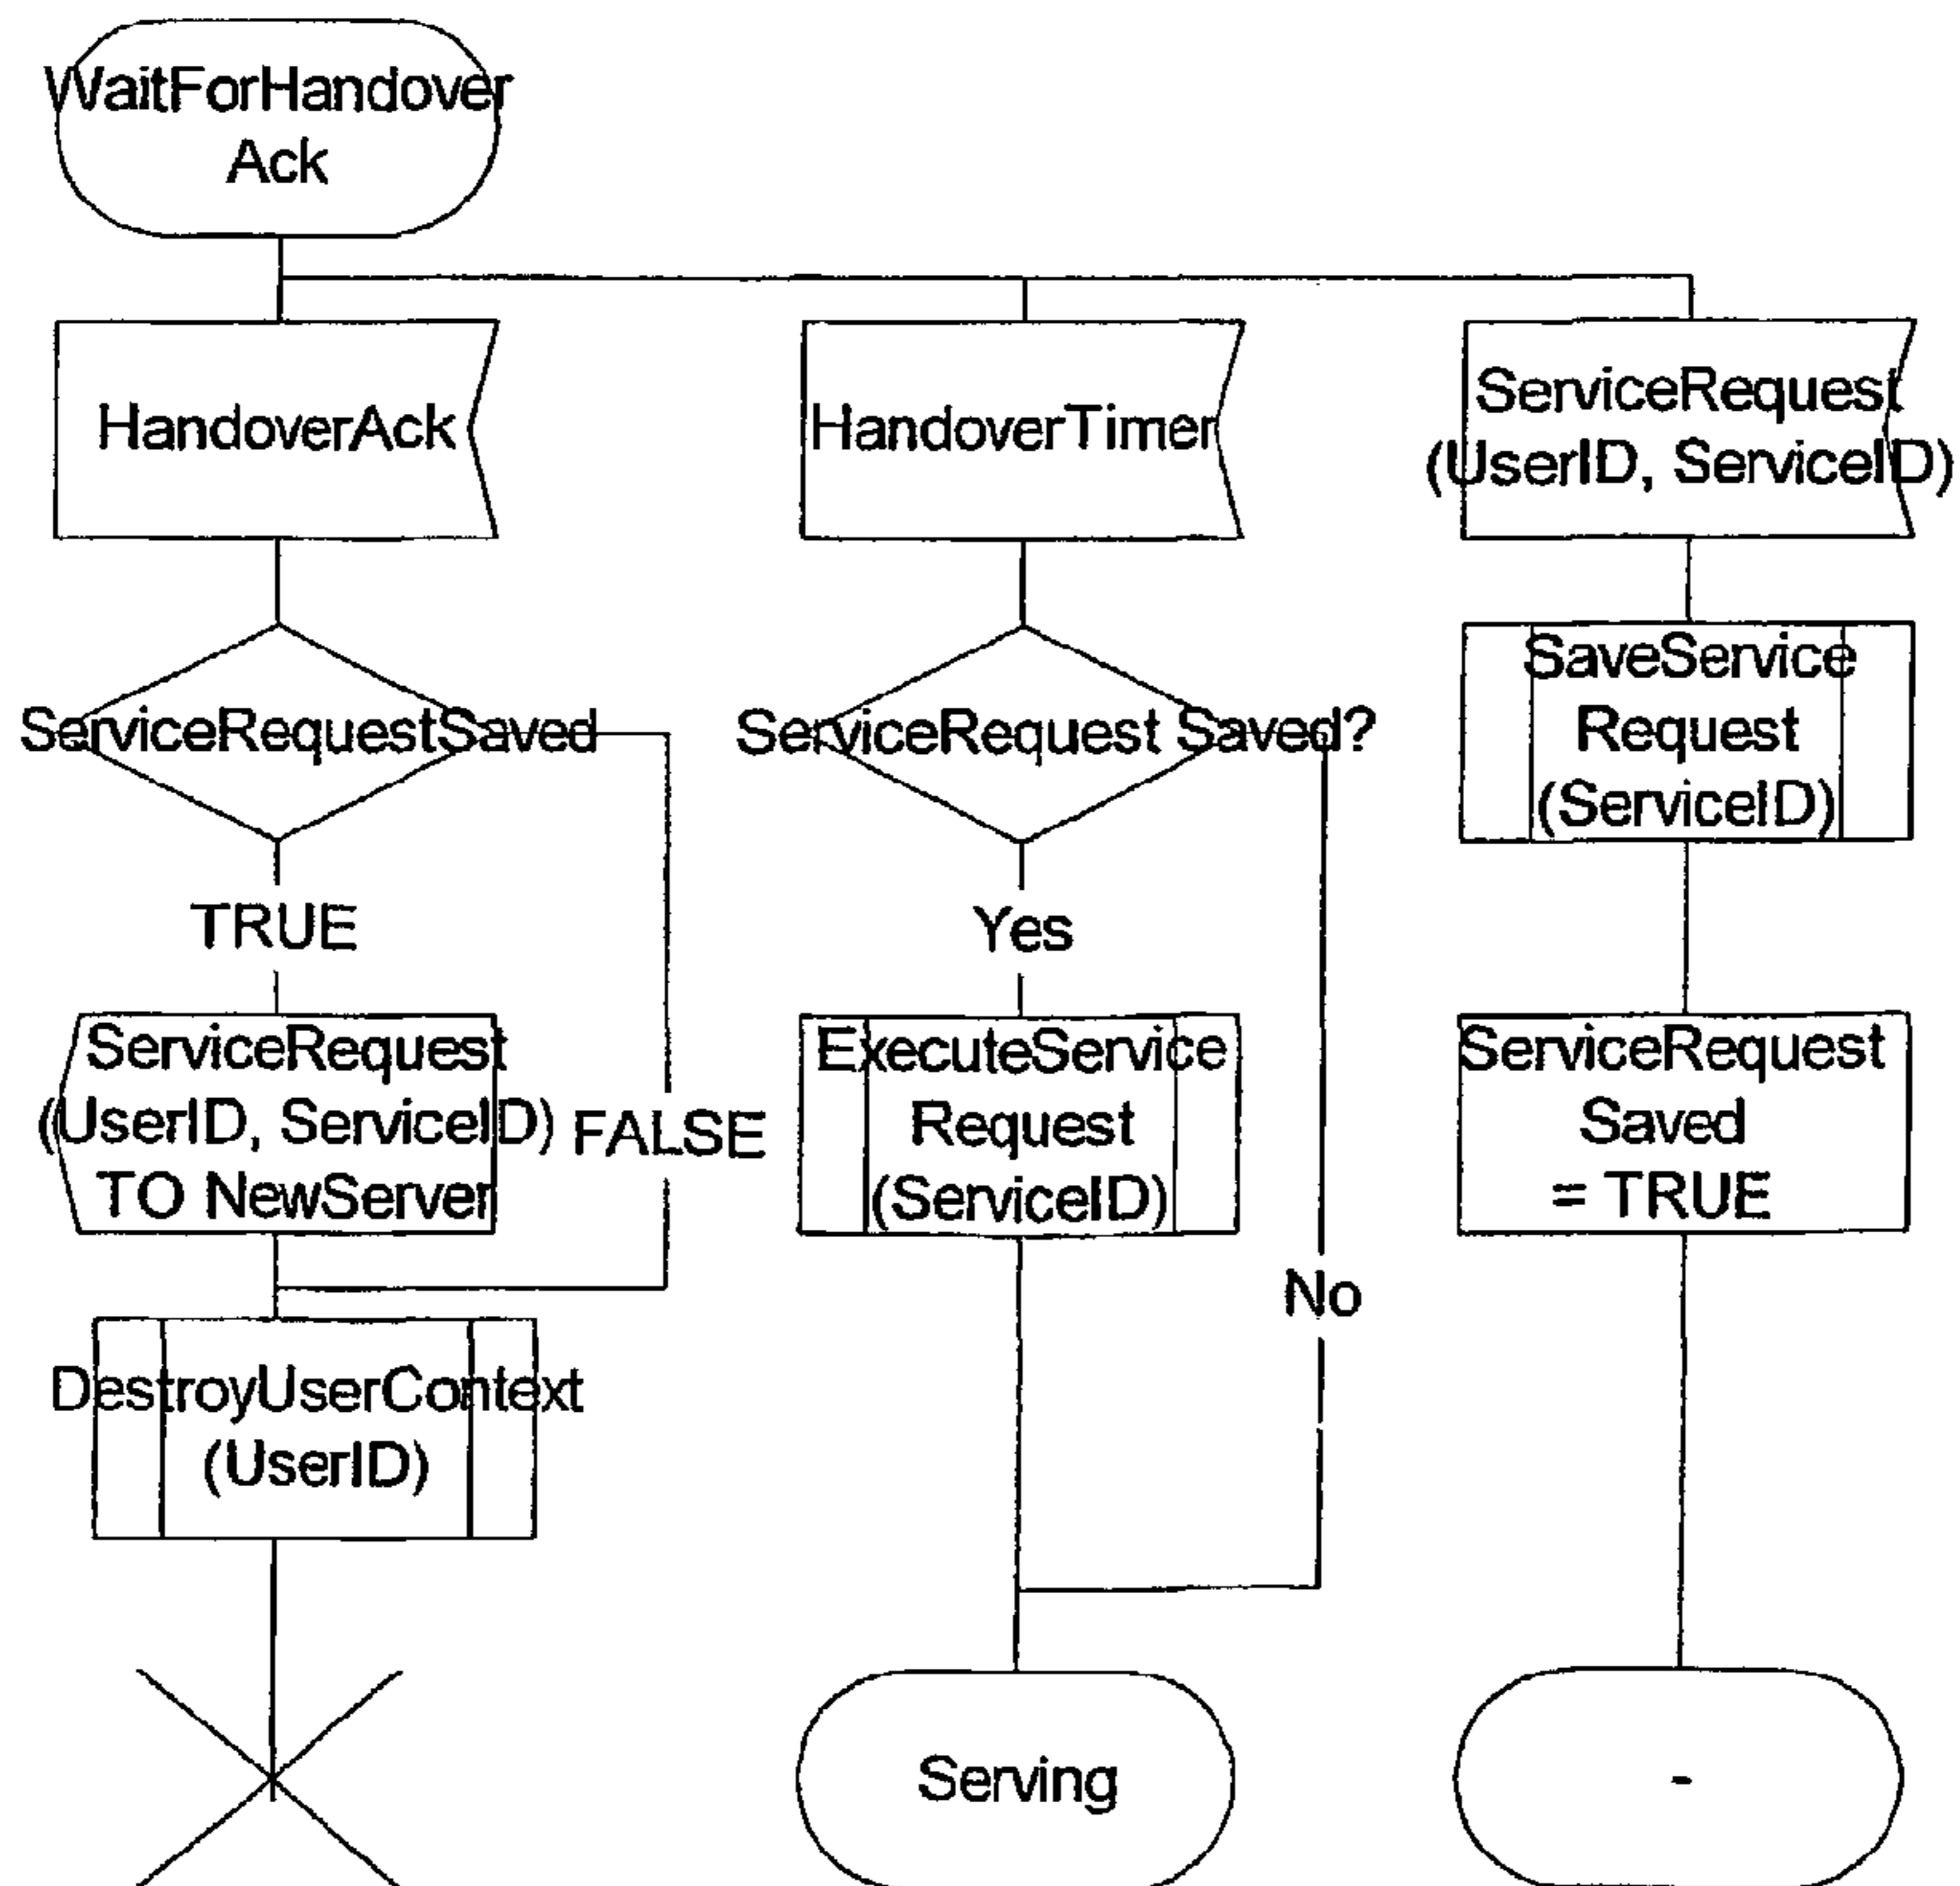 WaitForHandover
Ack
HandoverAck
HandoverTimer
ServiceRequest
(UserID, ServiceID)
ServiceRequestSaved
ServiceRequest Saved?
SaveService
Request
(ServiceID)
TRUE
Yes
ServiceRequest
(UserID, ServiceID)
TO NewServer
FALSE
ExecuteService
Request
(ServiceID)
ServiceRequest
Saved
= TRUE
No
DestroyUserContext
(UserID)
Serving
-